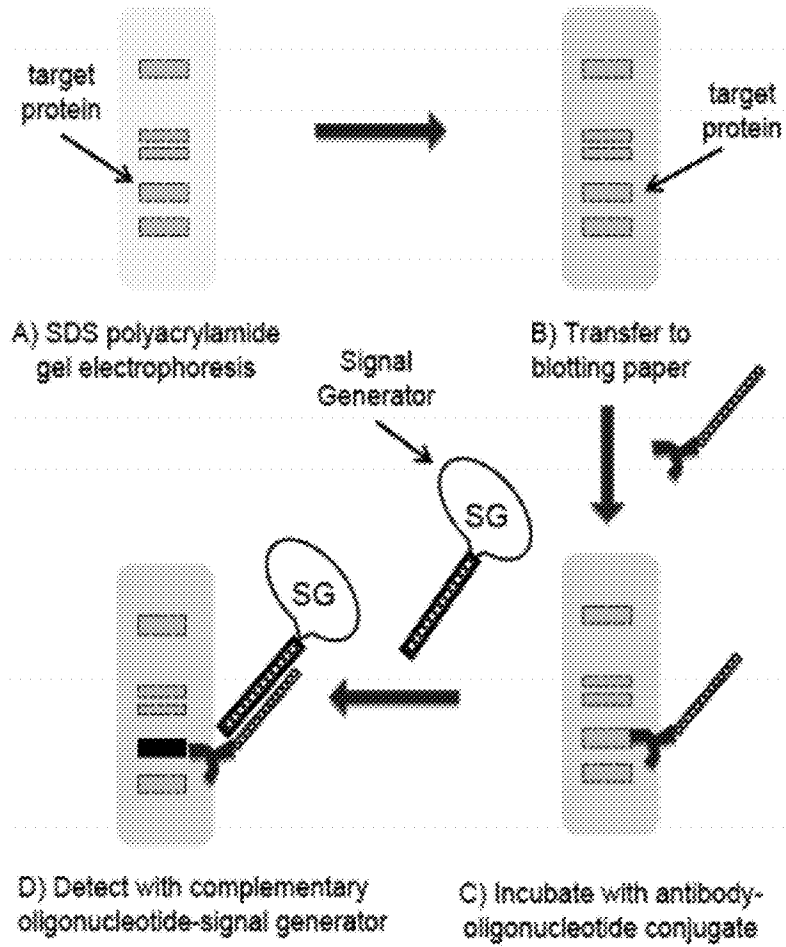 target
protein
target
protein
A) SDS polyacrylamide
gel electrophoresis
B) Transfer to
blotting paper
Signal
Generator
SG
SG
D) Detect with complementary
oligonucleotide-signal generator
C) Incubate with antibody-
oligonucleotide conjugate